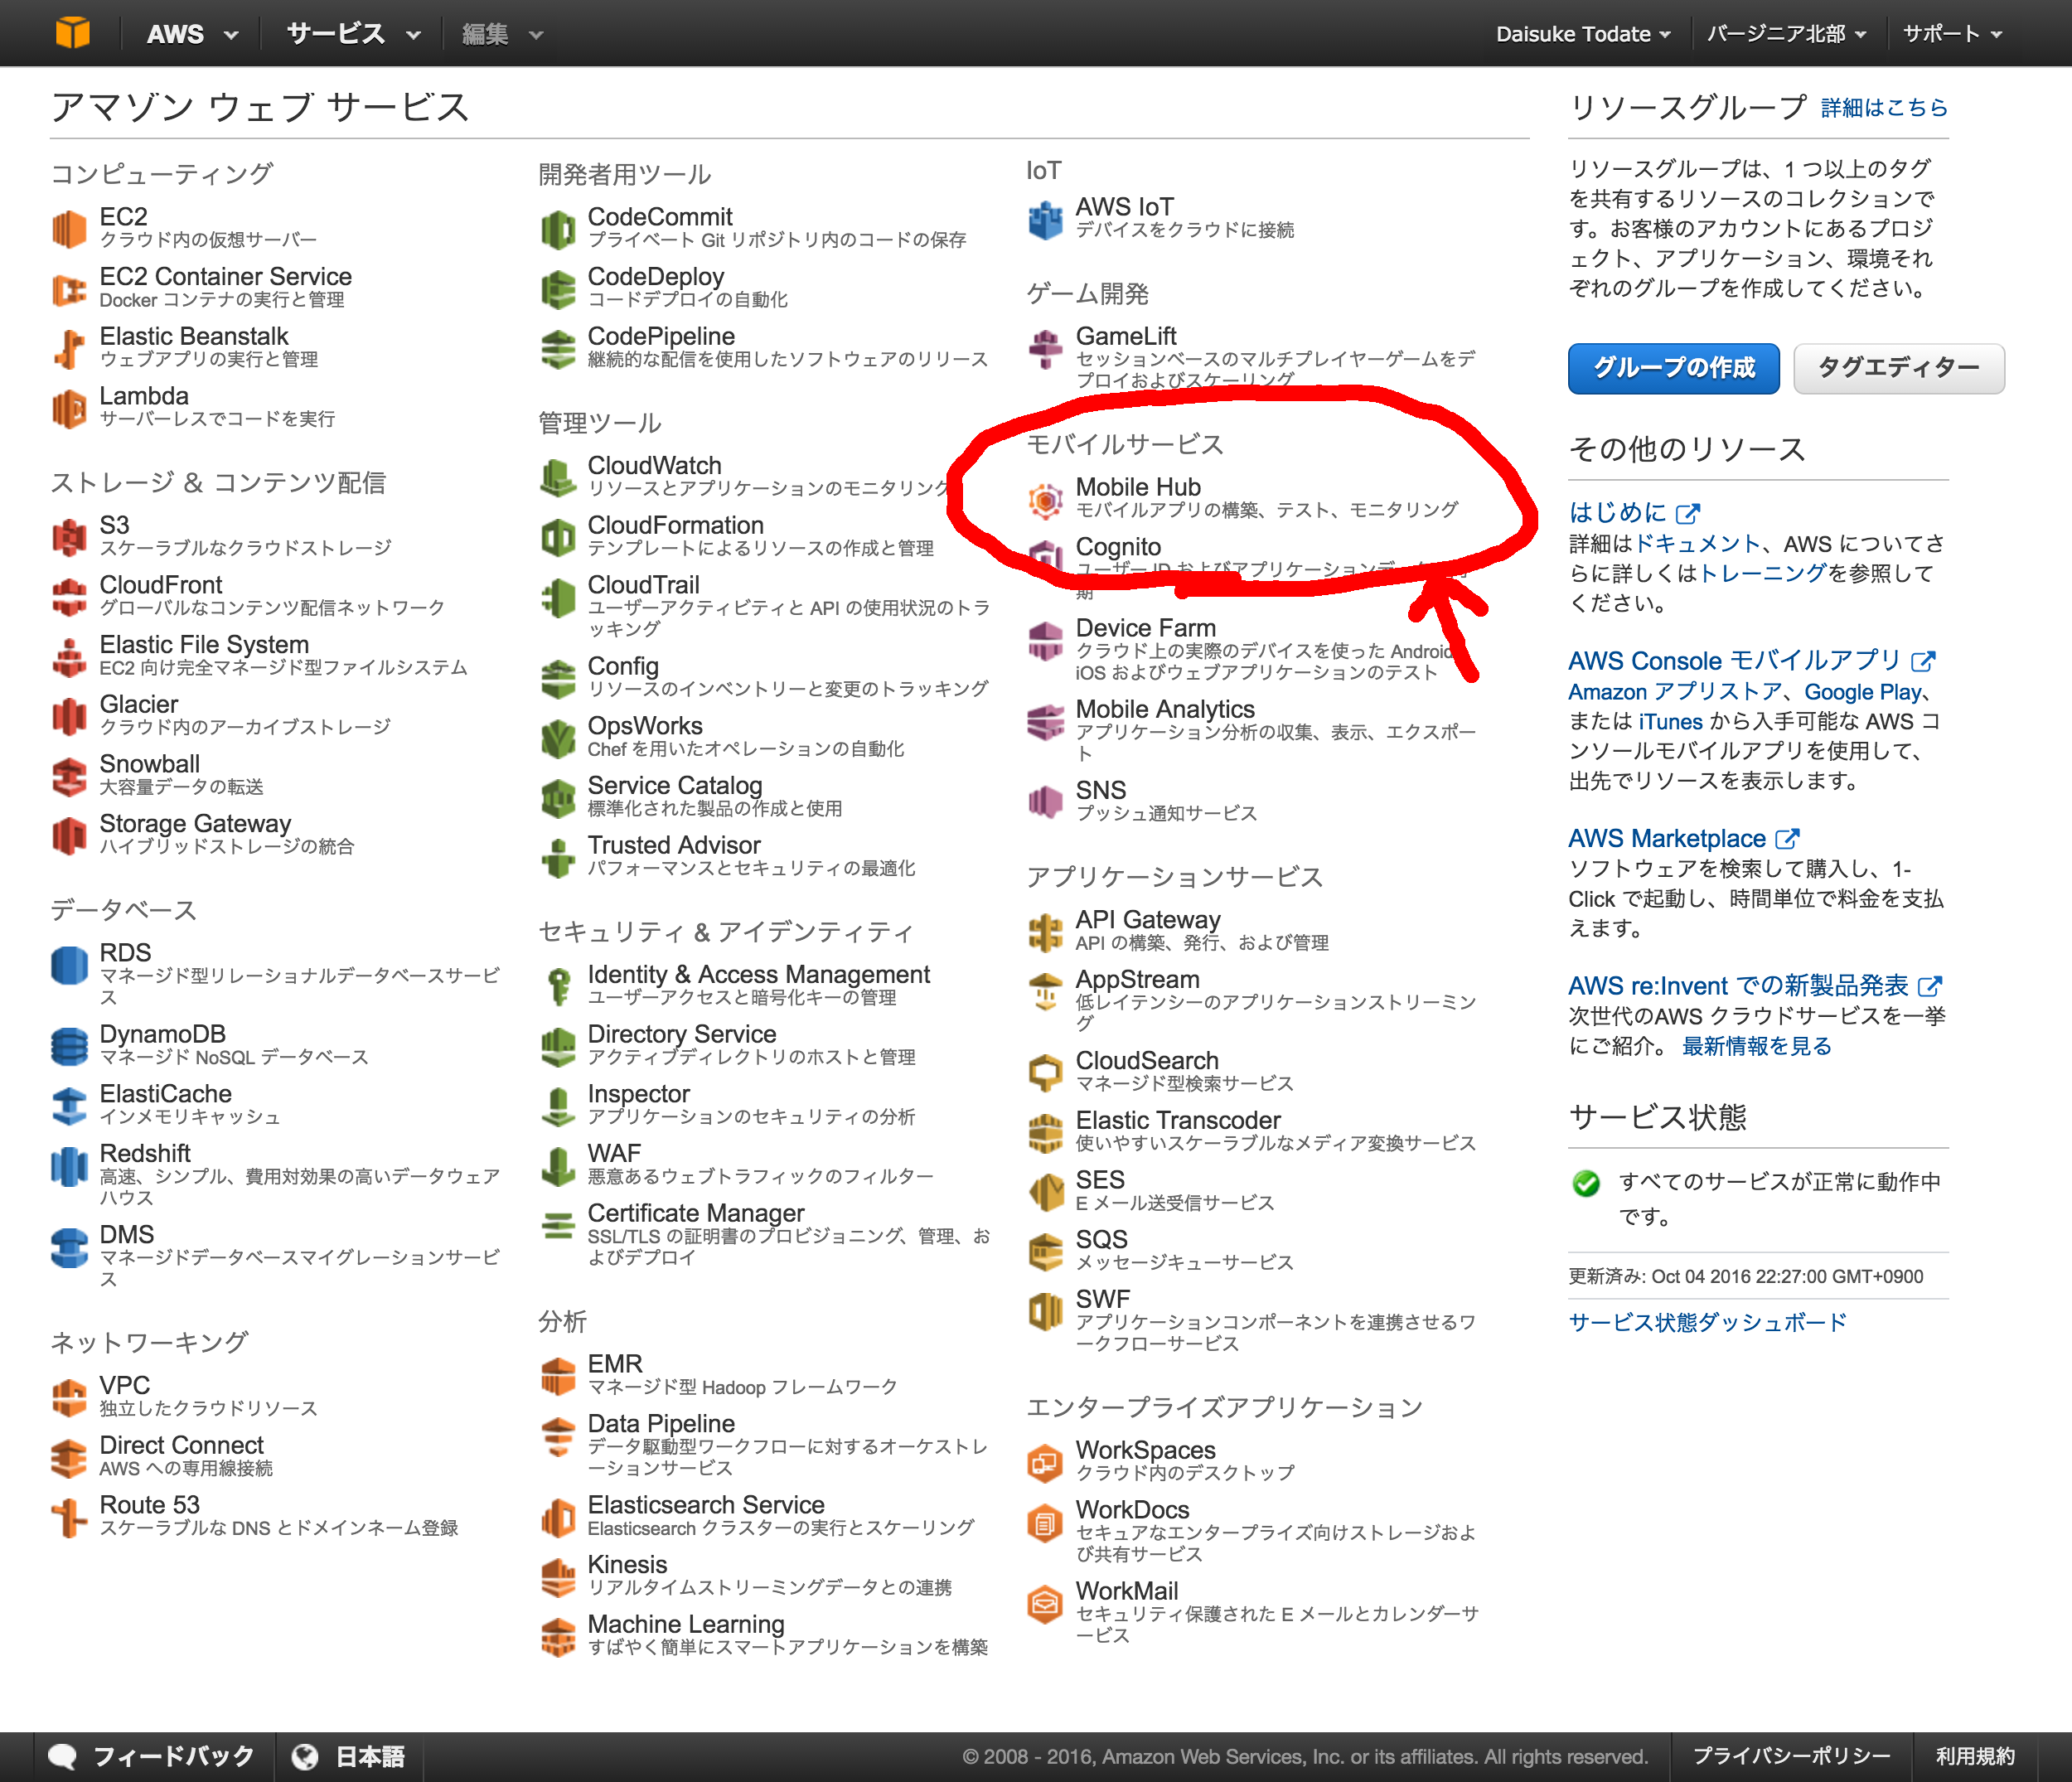 AWS サービス 編集 Daisuke Todate バージニア北部 サポート
アマゾン ウェブ サービス
コンピューティング
EC2
クラウド内の仮想サーバー
EC2 Container Service
Docker コンテナの実行と管理
Elastic Beanstalk
ウェブアプリの実行と管理
Lambda
サーバーレスでコードを実行
ストレージ & コンテンツ配信
S3
スケーラブルなクラウドストレージ
CloudFront
グローバルなコンテンツ配信ネットワーク
Elastic File System
EC2 向け完全マネージド型ファイルシステム
Glacier
クラウド内のアーカイブストレージ
Snowball
大容量データの転送
Storage Gateway
ハイブリッドストレージの統合
データベース
RDS
マネージド型リレーショナルデータベースサービ
ス
DynamoDB
マネージド NoSQL データベース
ElastiCache
インメモリキャッシュ
Redshift
高速、シンプル、費用対効果の高いデータウェア
ハウス
DMS
マネージドデータベースマイグレーションサービ
ス
ネットワーキング
VPC
独立したクラウドリソース
Direct Connect
AWS への専用線接続
Route 53
スケーラブルな DNS とドメインネーム登録
開発者用ツール
CodeCommit
プライベート Git リポジトリ内のコードの保存
CodeDeploy
コードデプロイの自動化
CodePipeline
継続的な配信を使用したソフトウェアのリリース
管理ツール
CloudWatch
リソースとアプリケーションのモニタリング
CloudFormation
テンプレートによるリソースの作成と管理
CloudTrail
ユーザーアクティビティと API の使用状況のトラ
ッキング
Config
リソースのインベントリーと変更のトラッキング
OpsWorks
Chef を用いたオペレーションの自動化
Service Catalog
標準化された製品の作成と使用
Trusted Advisor
パフォーマンスとセキュリティの最適化
セキュリティ & アイデンティティ
Identity & Access Management
ユーザーアクセスと暗号化キーの管理
Directory Service
アクティブディレクトリのホストと管理
Inspector
アプリケーションのセキュリティの分析
WAF
悪意あるウェブトラフィックのフィルター
Certificate Manager
SSL/TLS の証明書のプロビジョニング、管理、お
よびデプロイ
分析
EMR
マネージド型 Hadoop フレームワーク
Data Pipeline
データ駆動型ワークフローに対するオーケストレ
ーションサービス
Elasticsearch Service
Elasticsearch クラスターの実行とスケーリング
Kinesis
リアルタイムストリーミングデータとの連携
Machine Learning
すばやく簡単にスマートアプリケーションを構築
IoT
AWS IoT
デバイスをクラウドに接続
ゲーム開発
GameLift
セッションベースのマルチプレイヤーゲームをデ
プロイおよびスケーリング
モバイルサービス
Mobile Hub
モバイルアプリの構築、テスト、モニタリング
Cognito
ユーザー ID およびアプリケーションデー
期
Device Farm
クラウド上の実際のデバイスを使った Android
iOS およびウェブアプリケーションのテスト
Mobile Analytics
アプリケーション分析の収集、表示、エクスポー
ト
SNS
プッシュ通知サービス
アプリケーションサービス
API Gateway
API の構築、発行、および管理
AppStream
低レイテンシーのアプリケーションストリーミン
グ
CloudSearch
マネージド型検索サービス
Elastic Transcoder
使いやすいスケーラブルなメディア変換サービス
SES
E メール送受信サービス
SQS
メッセージキューサービス
SWF
アプリケーションコンポーネントを連携させるワ
ークフローサービス
エンタープライズアプリケーション
WorkSpaces
クラウド内のデスクトップ
WorkDocs
セキュアなエンタープライズ向けストレージおよ
び共有サービス
WorkMail
セキュリティ保護された E メールとカレンダーサ
ービス
リソースグループ 詳細はこちら
リソースグループは、1 つ以上のタグ
を共有するリソースのコレクションで
す。お客様のアカウントにあるプロジ
ェクト、アプリケーション、環境それ
ぞれのグループを作成してください。
グループの作成 タグエディター
その他のリソース
はじめに
詳細はドキュメント、AWS についてさ
らに詳しくはトレーニングを参照して
ください。
AWS Console モバイルアプリ
Amazon アプリストア、Google Play、
または iTunes から入手可能な AWS コ
ンソールモバイルアプリを使用して、
出先でリソースを表示します。
AWS Marketplace
ソフトウェアを検索して購入し、1-
Click で起動し、時間単位で料金を支払
えます。
AWS re:Invent での新製品発表
次世代のAWS クラウドサービスを一挙
にご紹介。 最新情報を見る
サービス状態
すべてのサービスが正常に動作中
です。
更新済み: Oct 04 2016 22:27:00 GMT+0900
サービス状態ダッシュボード
フィードバック 日本語 © 2008 - 2016, Amazon Web Services, Inc. or its affiliates. All rights reserved. プライバシーポリシー 利用規約